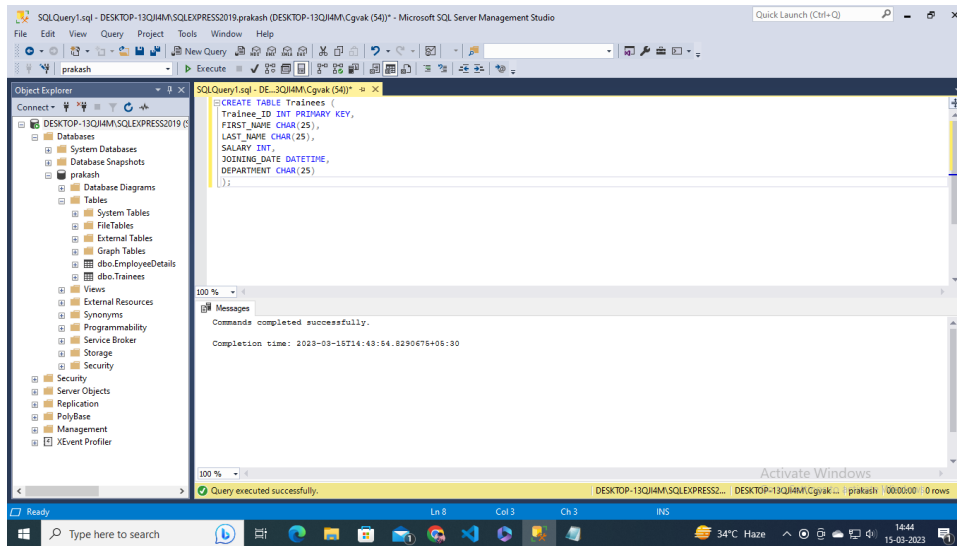 SQLQuery1.sql - DESKTOP-13QJI4M\SQLEXPRESS2019.prakash (DESKTOP-13QJI4M\Cgvak (54))* - Microsoft SQL Server Management Studio
Quick Launch (Ctrl+Q)
File Edit View Query Project Tools Window Help
New Query
prakash
Execute
Object Explorer
SQLQuery1.sql - DE...3QJI4M\Cgvak (54))*
Connect
DESKTOP-13QJI4M\SQLEXPRESS2019 (S
Databases
System Databases
Database Snapshots
prakash
Database Diagrams
Tables
System Tables
FileTables
External Tables
Graph Tables
dbo.EmployeeDetails
dbo.Trainees
Views
External Resources
Synonyms
Programmability
Service Broker
Storage
Security
Security
Server Objects
Replication
PolyBase
Management
XEvent Profiler
CREATE TABLE Trainees (
Trainee_ID INT PRIMARY KEY,
FIRST_NAME CHAR(25),
LAST_NAME CHAR(25),
SALARY INT,
JOINING_DATE DATETIME,
DEPARTMENT CHAR(25)
);
100 %
Messages
Commands completed successfully.
Completion time: 2023-03-15T14:43:54.8290675+05:30
100 %
Activate Windows
Query executed successfully.
DESKTOP-13QJI4M\SQLEXPRESS2... DESKTOP-13QJI4M\Cgvak ... prakash 00:00:00 0 rows
Ready Ln 8 Col 3 Ch 3 INS
Type here to search
34°C Haze
14:44
15-03-2023